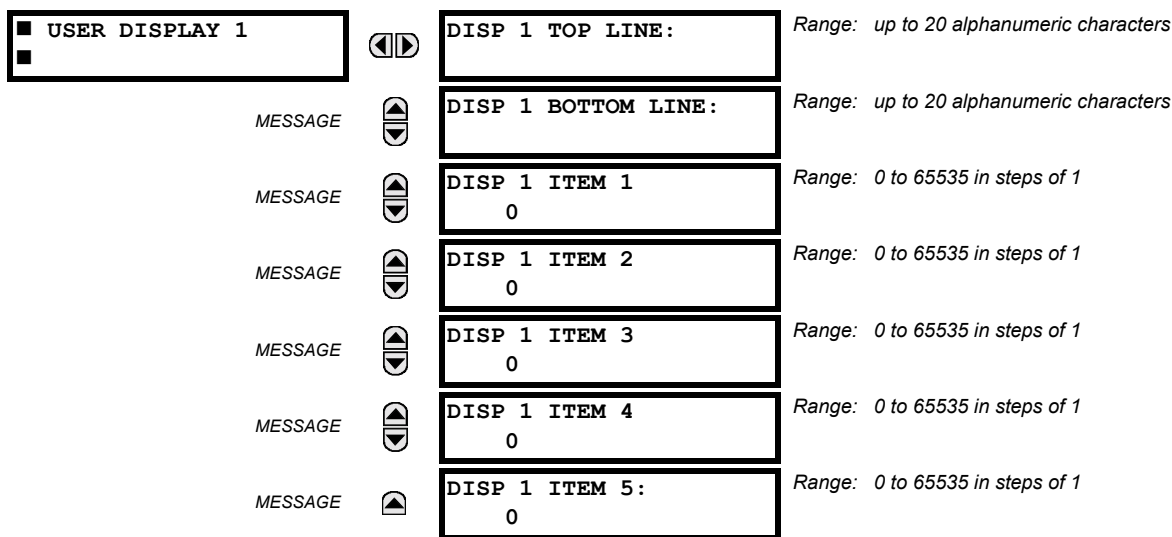 ■ USER DISPLAY 1
■
DISP 1 TOP LINE:
Range: up to 20 alphanumeric characters
MESSAGE
DISP 1 BOTTOM LINE:
Range: up to 20 alphanumeric characters
MESSAGE
DISP 1 ITEM 1
0
Range: 0 to 65535 in steps of 1
MESSAGE
DISP 1 ITEM 2
0
Range: 0 to 65535 in steps of 1
MESSAGE
DISP 1 ITEM 3
0
Range: 0 to 65535 in steps of 1
MESSAGE
DISP 1 ITEM 4
0
Range: 0 to 65535 in steps of 1
MESSAGE
DISP 1 ITEM 5:
0
Range: 0 to 65535 in steps of 1